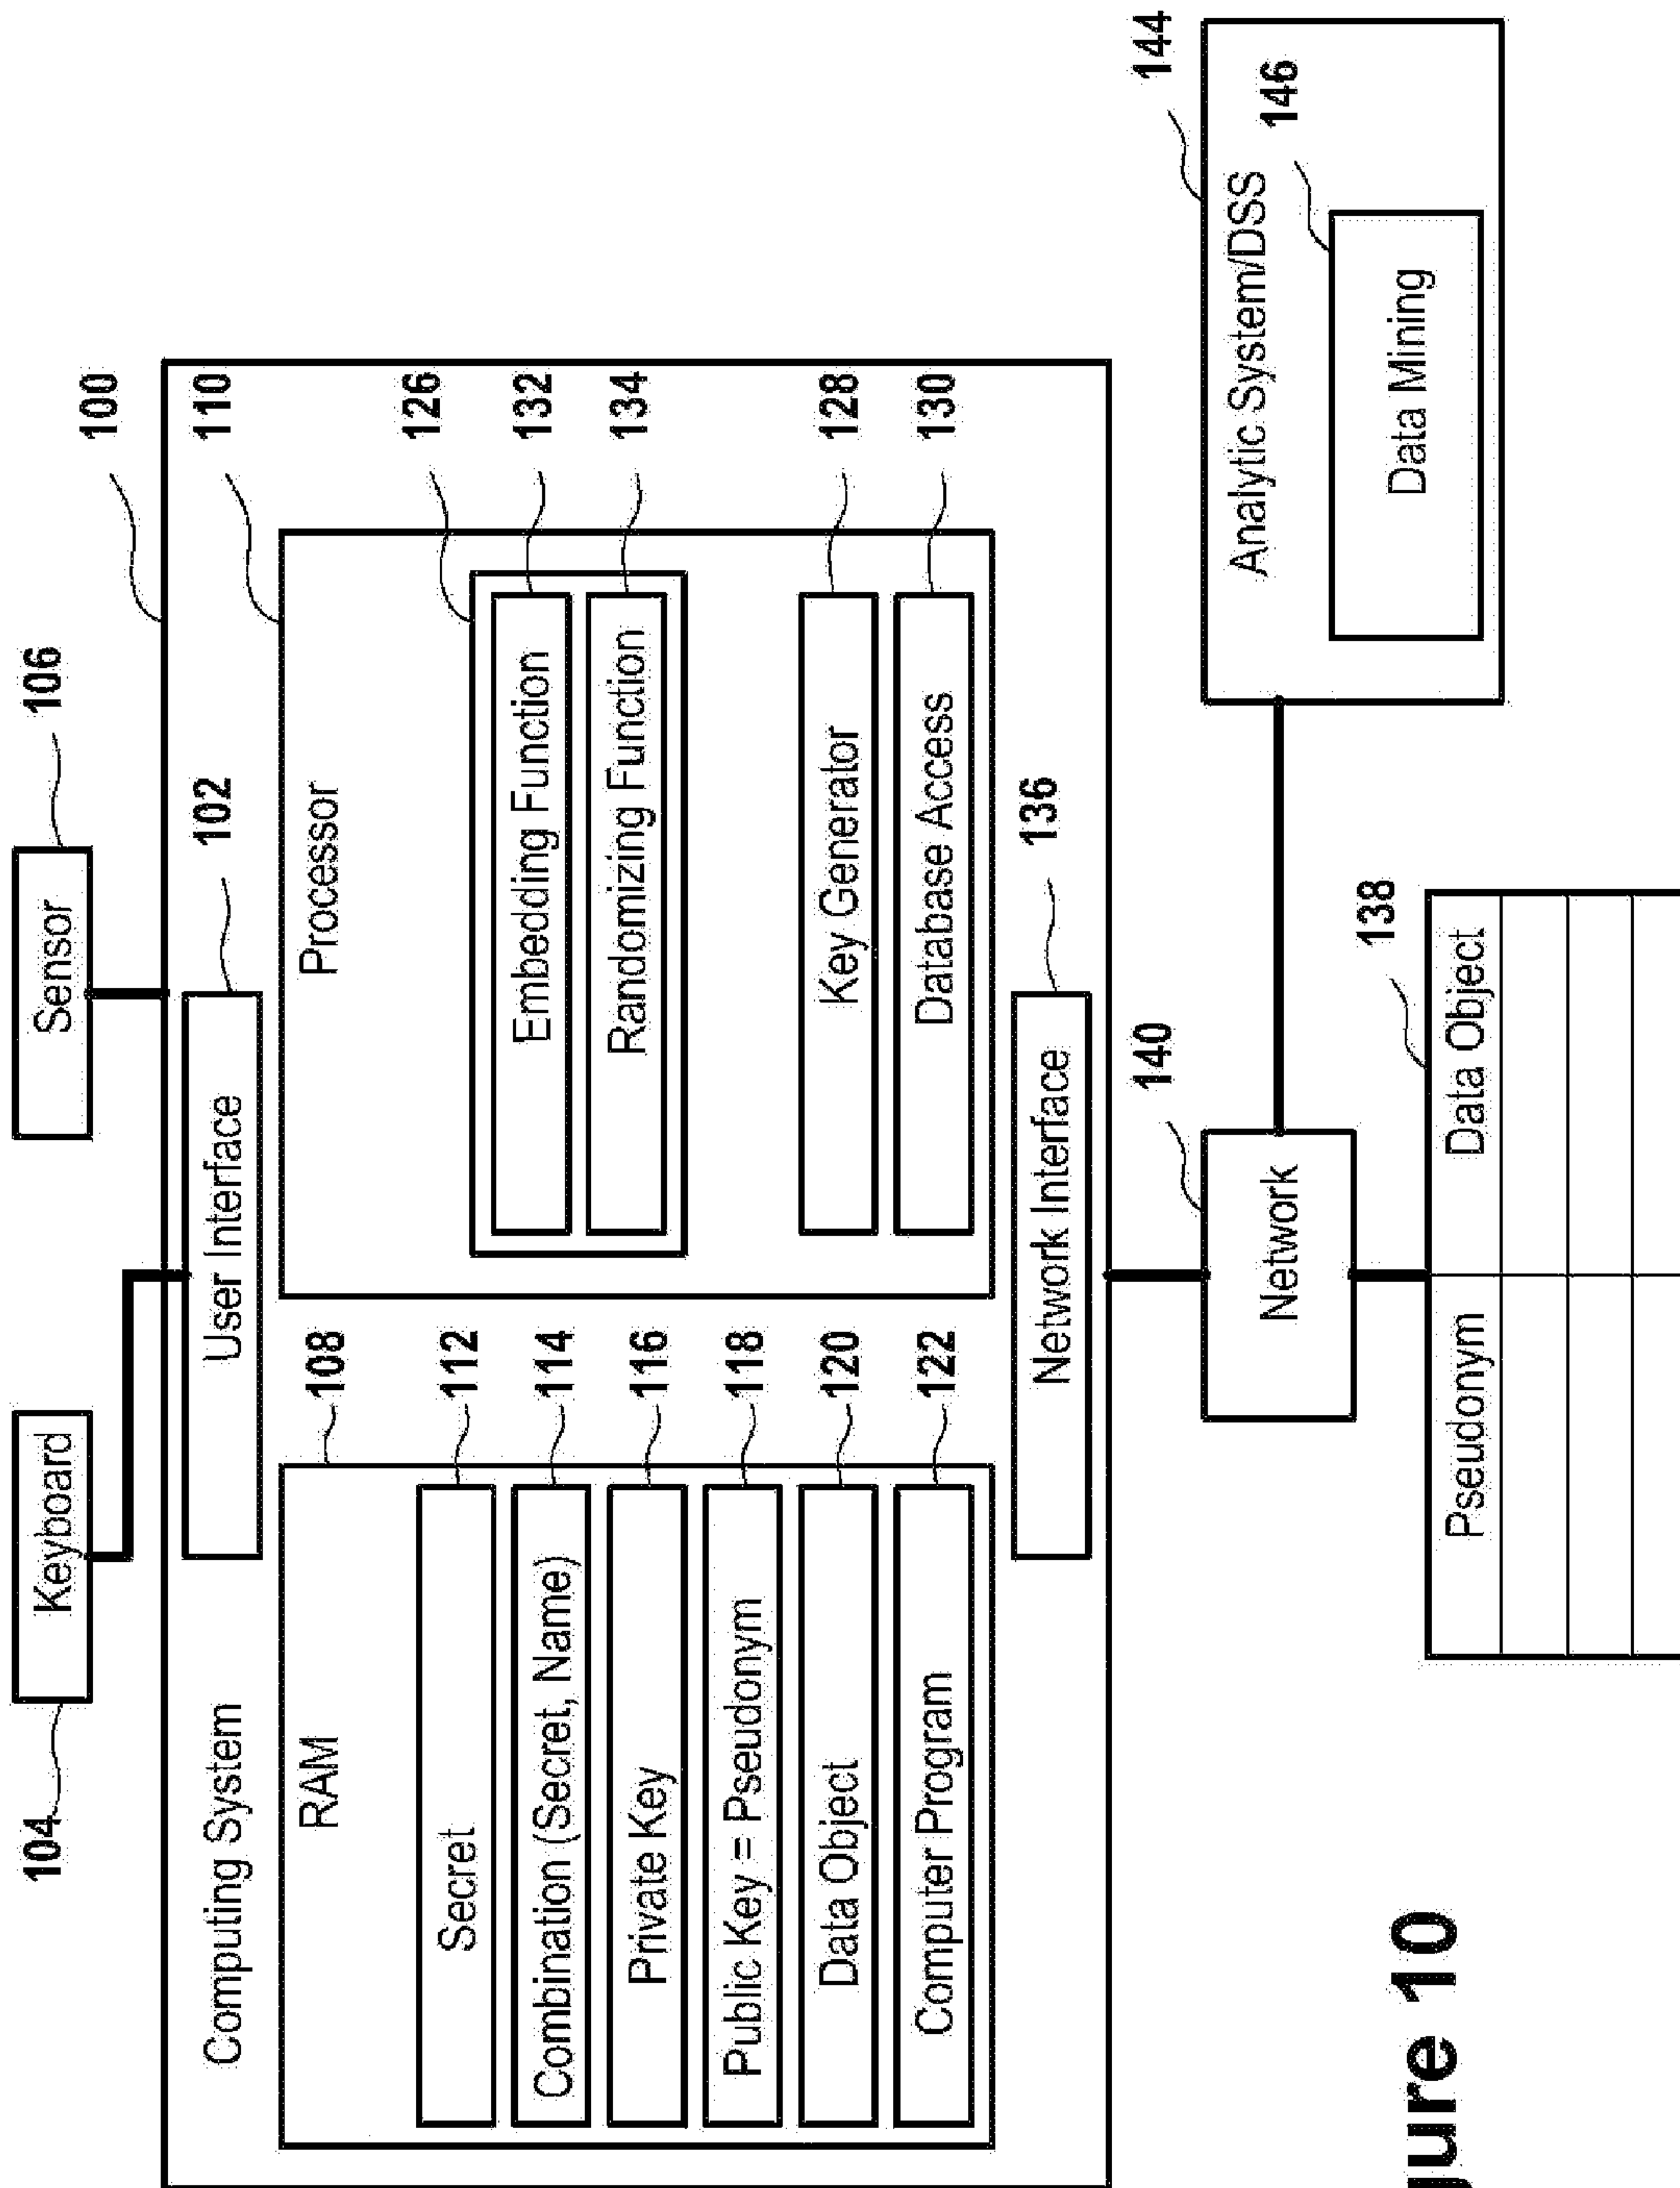 104
Keyboard
Sensor
106
Computing System
User Interface
102
100
RAM
108
Processor
110
Secret
112
126
Combination (Secret, Name)
114
Embedding Function
132
Private Key
116
Randomizing Function
134
Public Key = Pseudonym
118
Data Object
120
Key Generator
128
Computer Program
122
Database Access
130
Network Interface
136
Network
140
Analytic System/DSS
144
Data Mining
146
Pseudonym
Data Object
138
gure 10